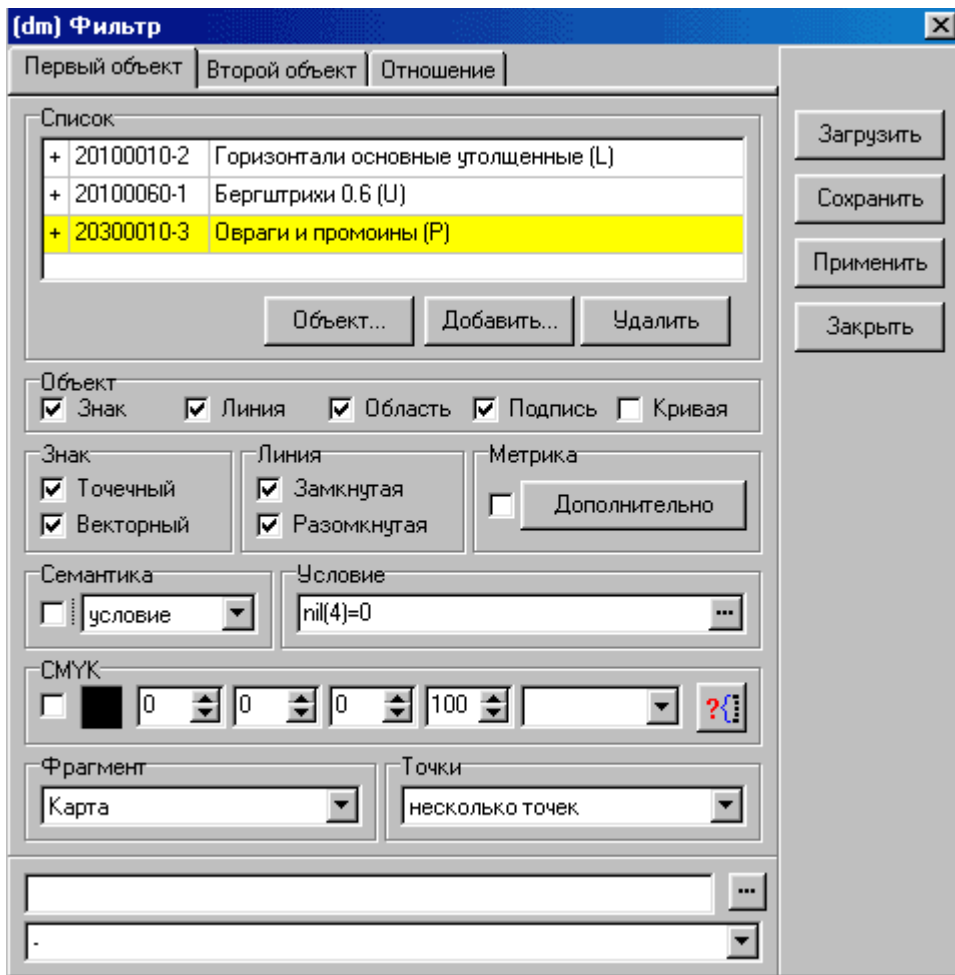 (dm) Фильтр
Первый объект Второй объект Отношение
Список
+ 20100010-2 Горизонтали основные утолщенные (L)
+ 20100060-1 Бергштрихи 0.6 (U)
+ 20300010-3 Овраги и промоины (P)
Объект... Добавить... Удалить
Загрузить
Сохранить
Применить
Закрыть
Объект
Знак Линия Область Подпись Кривая
Знак
Точечный
Векторный
Линия
Замкнутая
Разомкнутая
Метрика
Дополнительно
Семантика
условие
Условие
nil(4)=0 ...
CMYK
0 0 0 100 ?{
Фрагмент
Карта
Точки
несколько точек
...
-